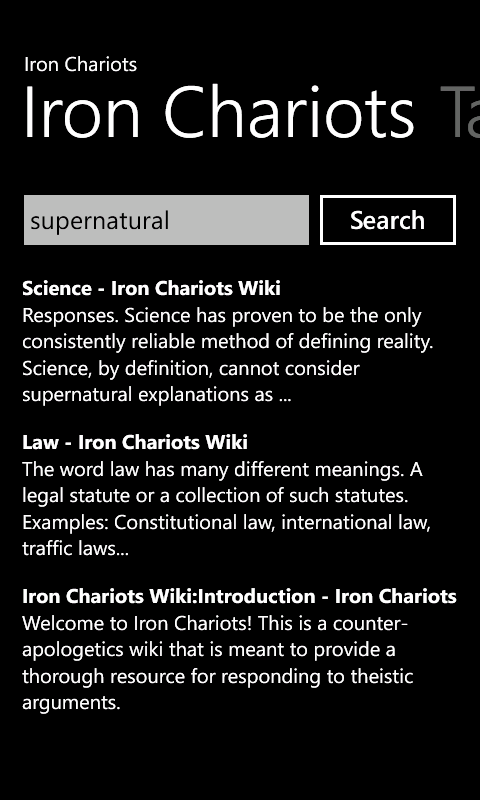 Iron Chariots
Iron Chariots Ta
supernatural
Search
Science - Iron Chariots Wiki
Responses. Science has proven to be the only
consistently reliable method of defining reality.
Science, by definition, cannot consider
supernatural explanations as ...
Law - Iron Chariots Wiki
The word law has many different meanings. A
legal statute or a collection of such statutes.
Examples: Constitutional law, international law,
traffic laws...
Iron Chariots Wiki:Introduction - Iron Chariots
Welcome to Iron Chariots! This is a counter-
apologetics wiki that is meant to provide a
thorough resource for responding to theistic
arguments.